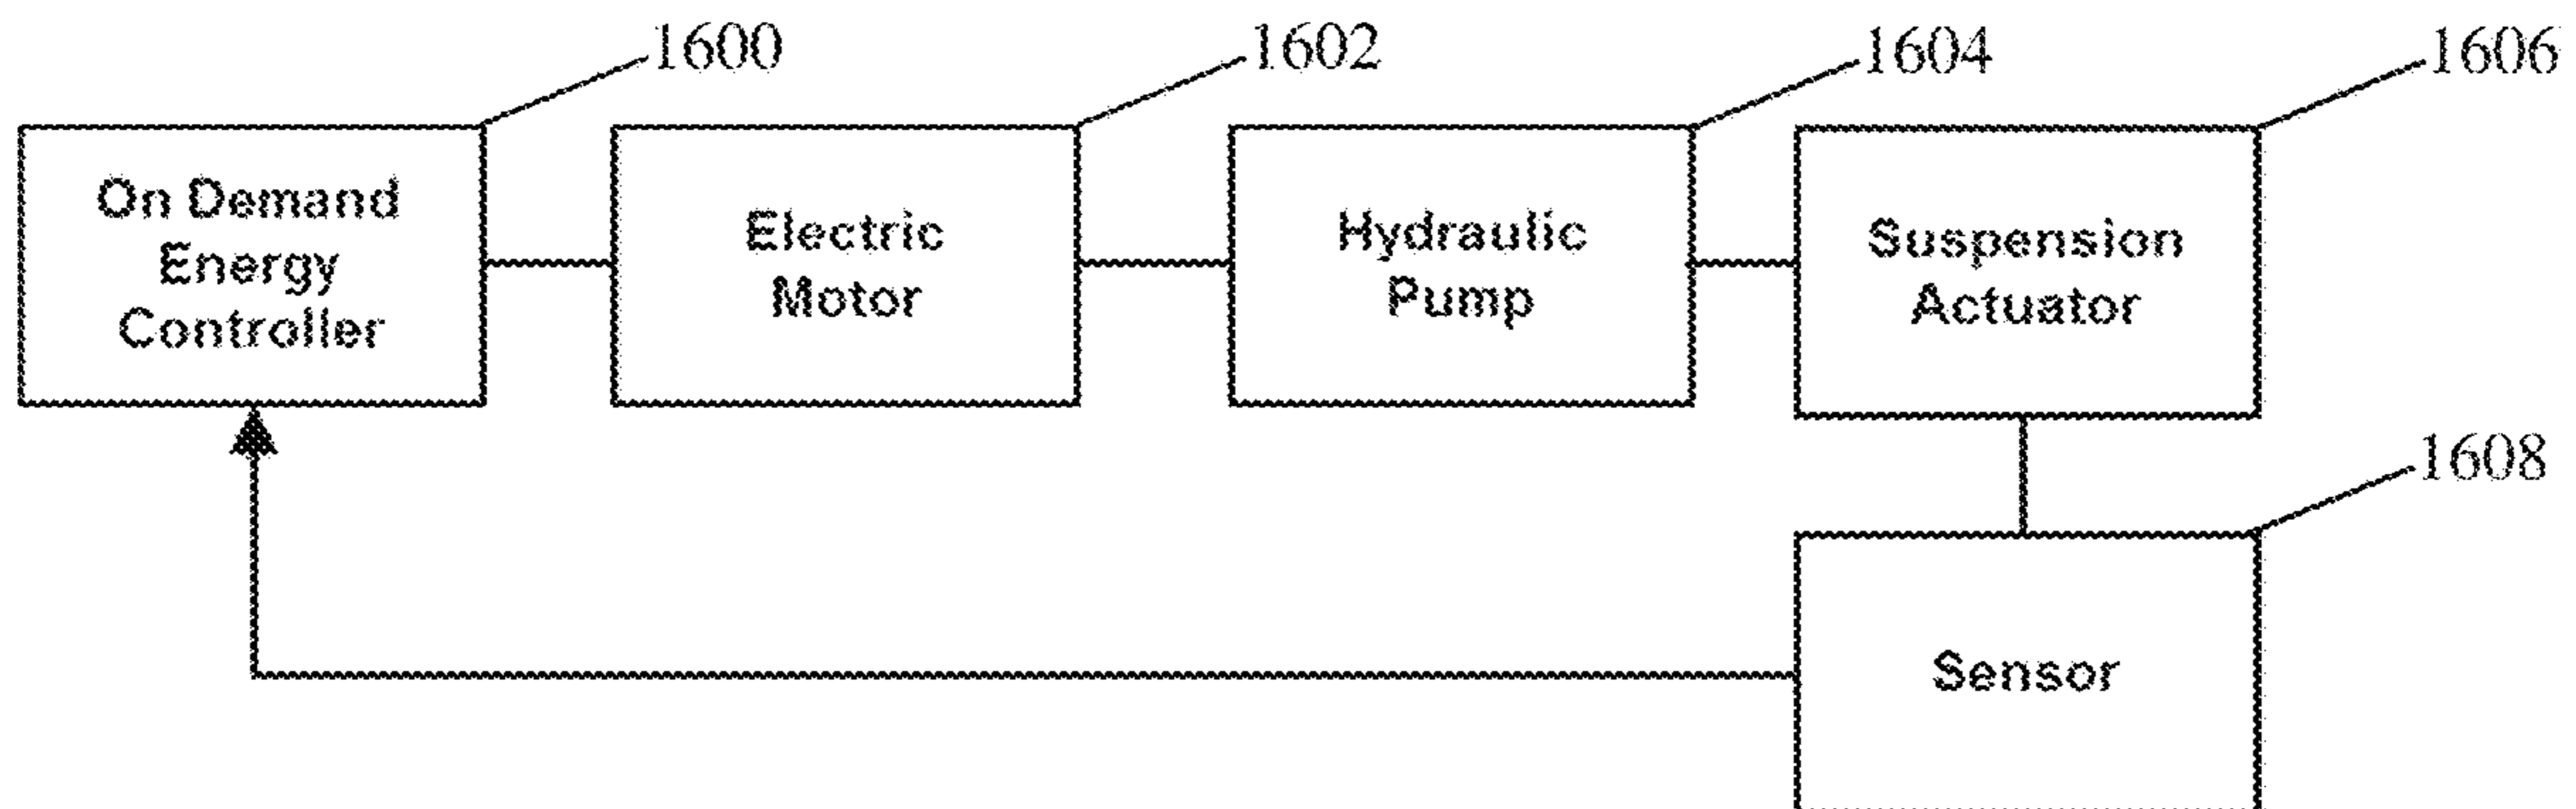 1600
1602
1604
1606
On Demand
Energy
Controller
Electric
Motor
Hydraulic
Pump
Suspension
Actuator
1608
Sensor